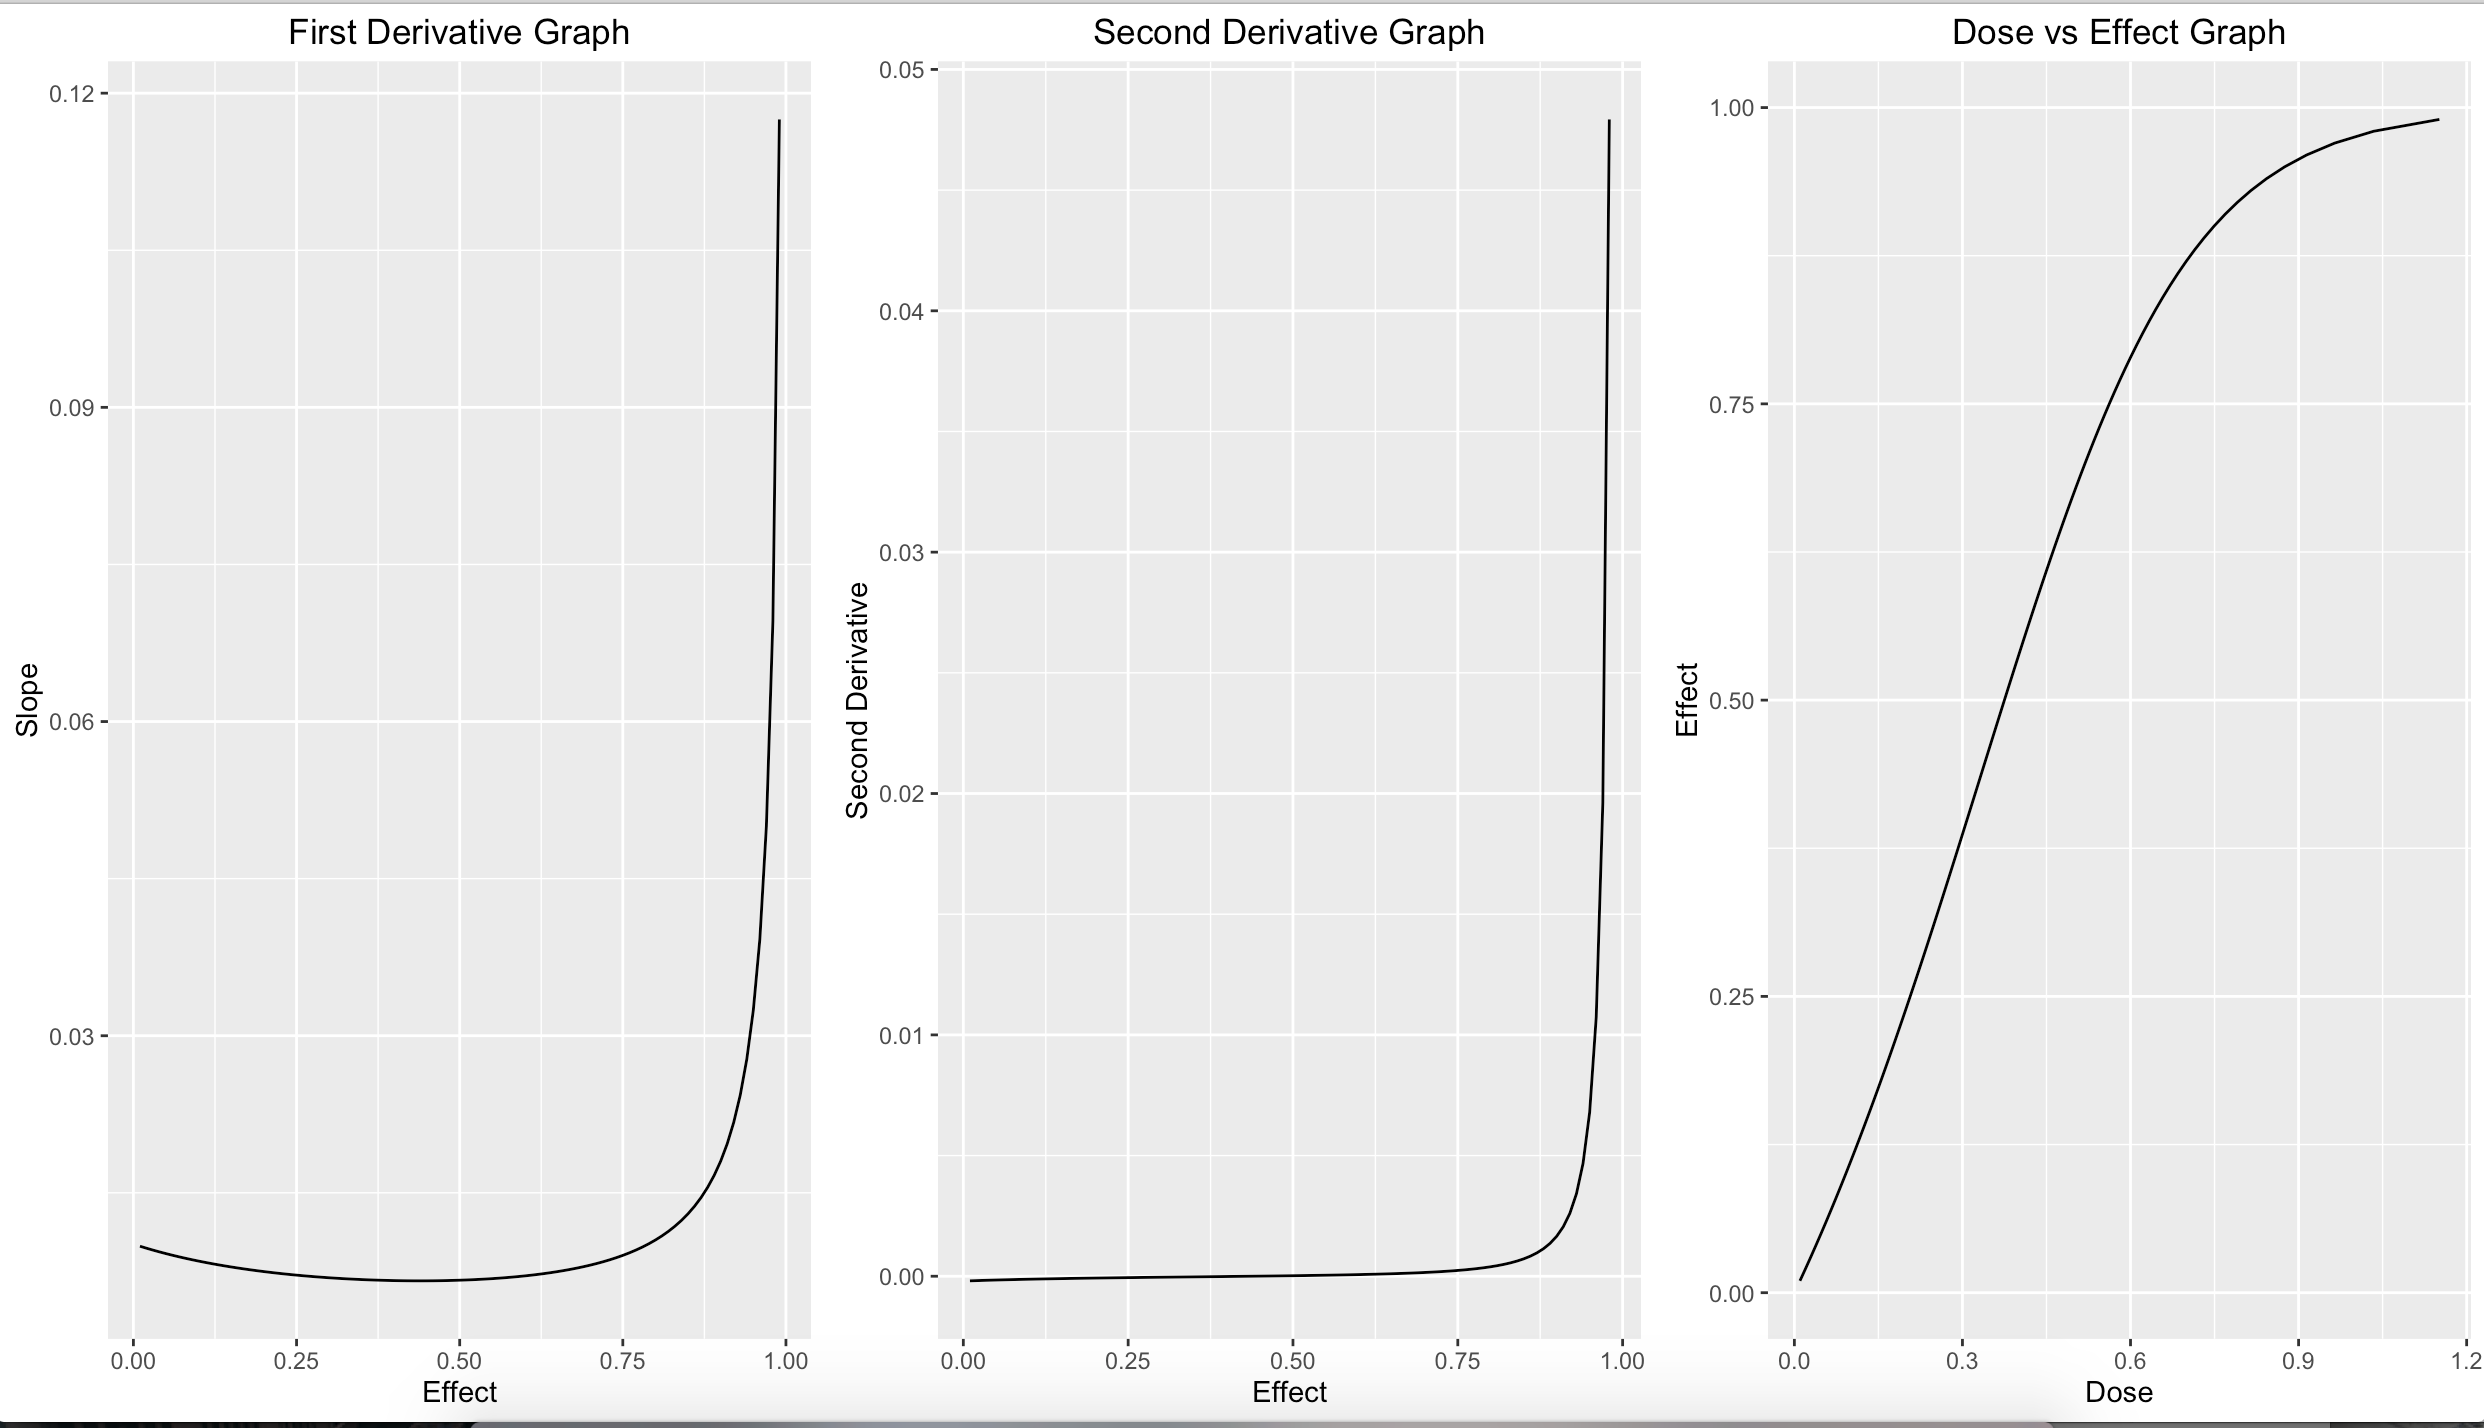 First Derivative Graph
0.12
0.09
0.06
0.03
Slope
0.00 0.25 0.50 0.75 1.00
Effect
Second Derivative Graph
0.05
0.04
0.03
0.02
0.01
0.00
Second Derivative
0.00 0.25 0.50 0.75 1.00
Effect
Dose vs Effect Graph
1.00
0.75
0.50
0.25
0.00
Effect
0.0 0.3 0.6 0.9 1.2
Dose